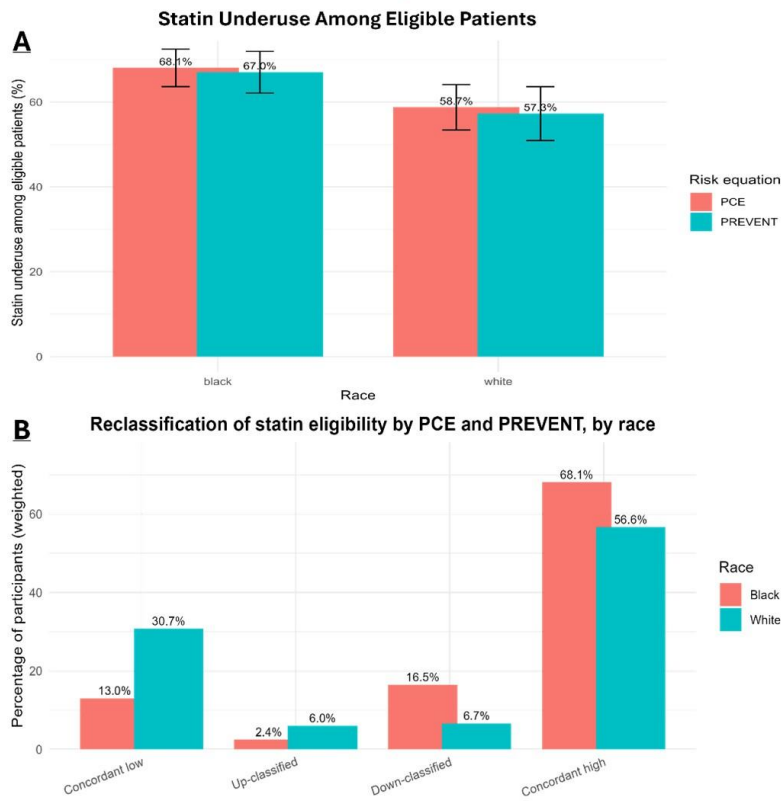 Statin Underuse Among Eligible Patients
A
Statin underuse among eligible patients (%)
60
40
20
0
68.1%
67.0%
58.7%
57.3%
black
white
Race
Risk equation
PCE
PREVENT
B
Reclassification of statin eligibility by PCE and PREVENT, by race
Percentage of participants (weighted)
60
40
20
0
13.0%
30.7%
2.4%
6.0%
16.5%
6.7%
68.1%
56.6%
Concordant low
Up-classified
Down-classified
Concordant high
Race
Black
White